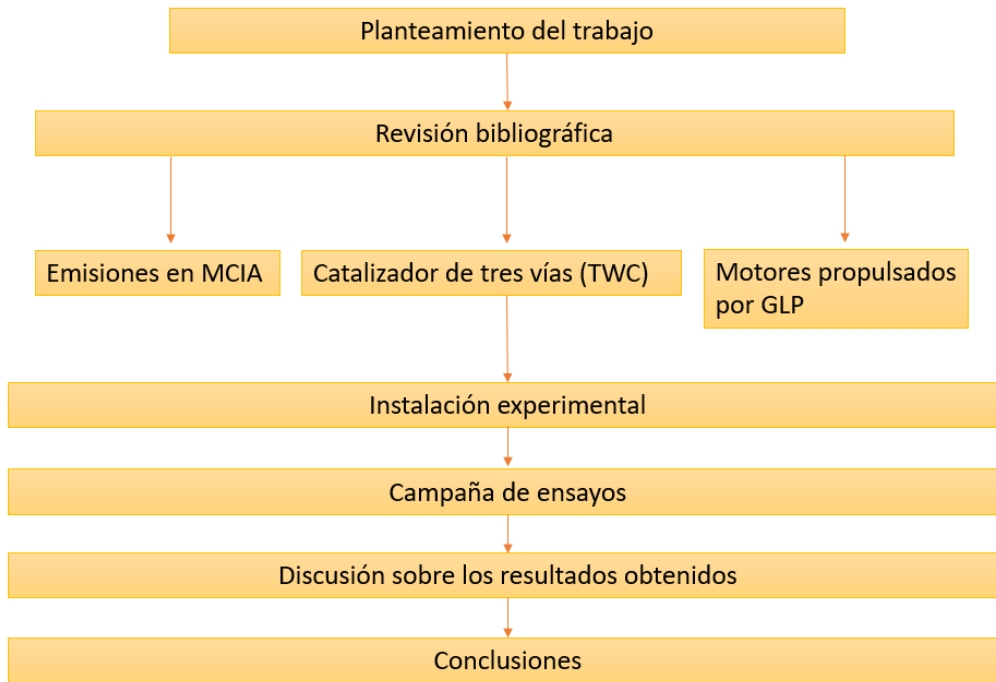 Planteamiento del trabajo
Revisión bibliográfica
Emisiones en MCIA
Catalizador de tres vías (TWC)
Motores propulsados
por GLP
Instalación experimental
Campaña de ensayos
Discusión sobre los resultados obtenidos
Conclusiones